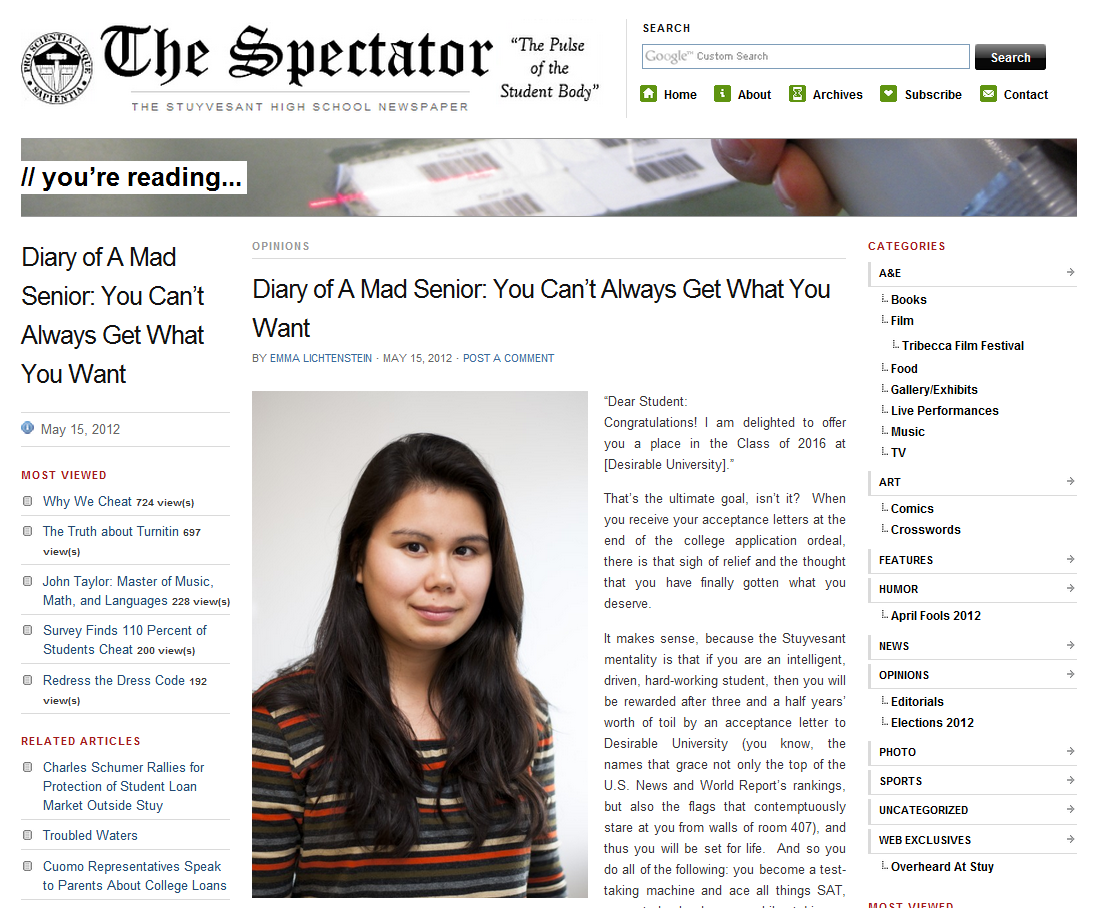 PRO SCIENTIA ATQUE
SAPIENTIA
The Spectator
THE STUYVESANT HIGH SCHOOL NEWSPAPER
“The Pulse
of the
Student Body”
SEARCH
Google™ Custom Search
Search
Home
About
Archives
Subscribe
Contact
// you’re reading...
Diary of A Mad
Senior: You Can’t
Always Get What
You Want
May 15, 2012
MOST VIEWED
Why We Cheat 724 view(s)
The Truth about Turnitin 697
view(s)
John Taylor: Master of Music,
Math, and Languages 228 view(s)
Survey Finds 110 Percent of
Students Cheat 200 view(s)
Redress the Dress Code 192
view(s)
RELATED ARTICLES
Charles Schumer Rallies for
Protection of Student Loan
Market Outside Stuy
Troubled Waters
Cuomo Representatives Speak
to Parents About College Loans
OPINIONS
Diary of A Mad Senior: You Can’t Always Get What You
Want
BY EMMA LICHTENSTEIN · MAY 15, 2012 · POST A COMMENT
“Dear Student:
Congratulations! I am delighted to offer
you a place in the Class of 2016 at
[Desirable University].”
That’s the ultimate goal, isn’t it? When
you receive your acceptance letters at the
end of the college application ordeal,
there is that sigh of relief and the thought
that you have finally gotten what you
deserve.
It makes sense, because the Stuyvesant
mentality is that if you are an intelligent,
driven, hard-working student, then you will
be rewarded after three and a half years’
worth of toil by an acceptance letter to
Desirable University (you know, the
names that grace not only the top of the
U.S. News and World Report’s rankings,
but also the flags that contemptuously
stare at you from walls of room 407), and
thus you will be set for life. And so you
do all of the following: you become a test-
taking machine and ace all things SAT,
CATEGORIES
A&E
Books
Film
Tribecca Film Festival
Food
Gallery/Exhibits
Live Performances
Music
TV
ART
Comics
Crosswords
FEATURES
HUMOR
April Fools 2012
NEWS
OPINIONS
Editorials
Elections 2012
PHOTO
SPORTS
UNCATEGORIZED
WEB EXCLUSIVES
Overheard At Stuy
MOST VIEWED